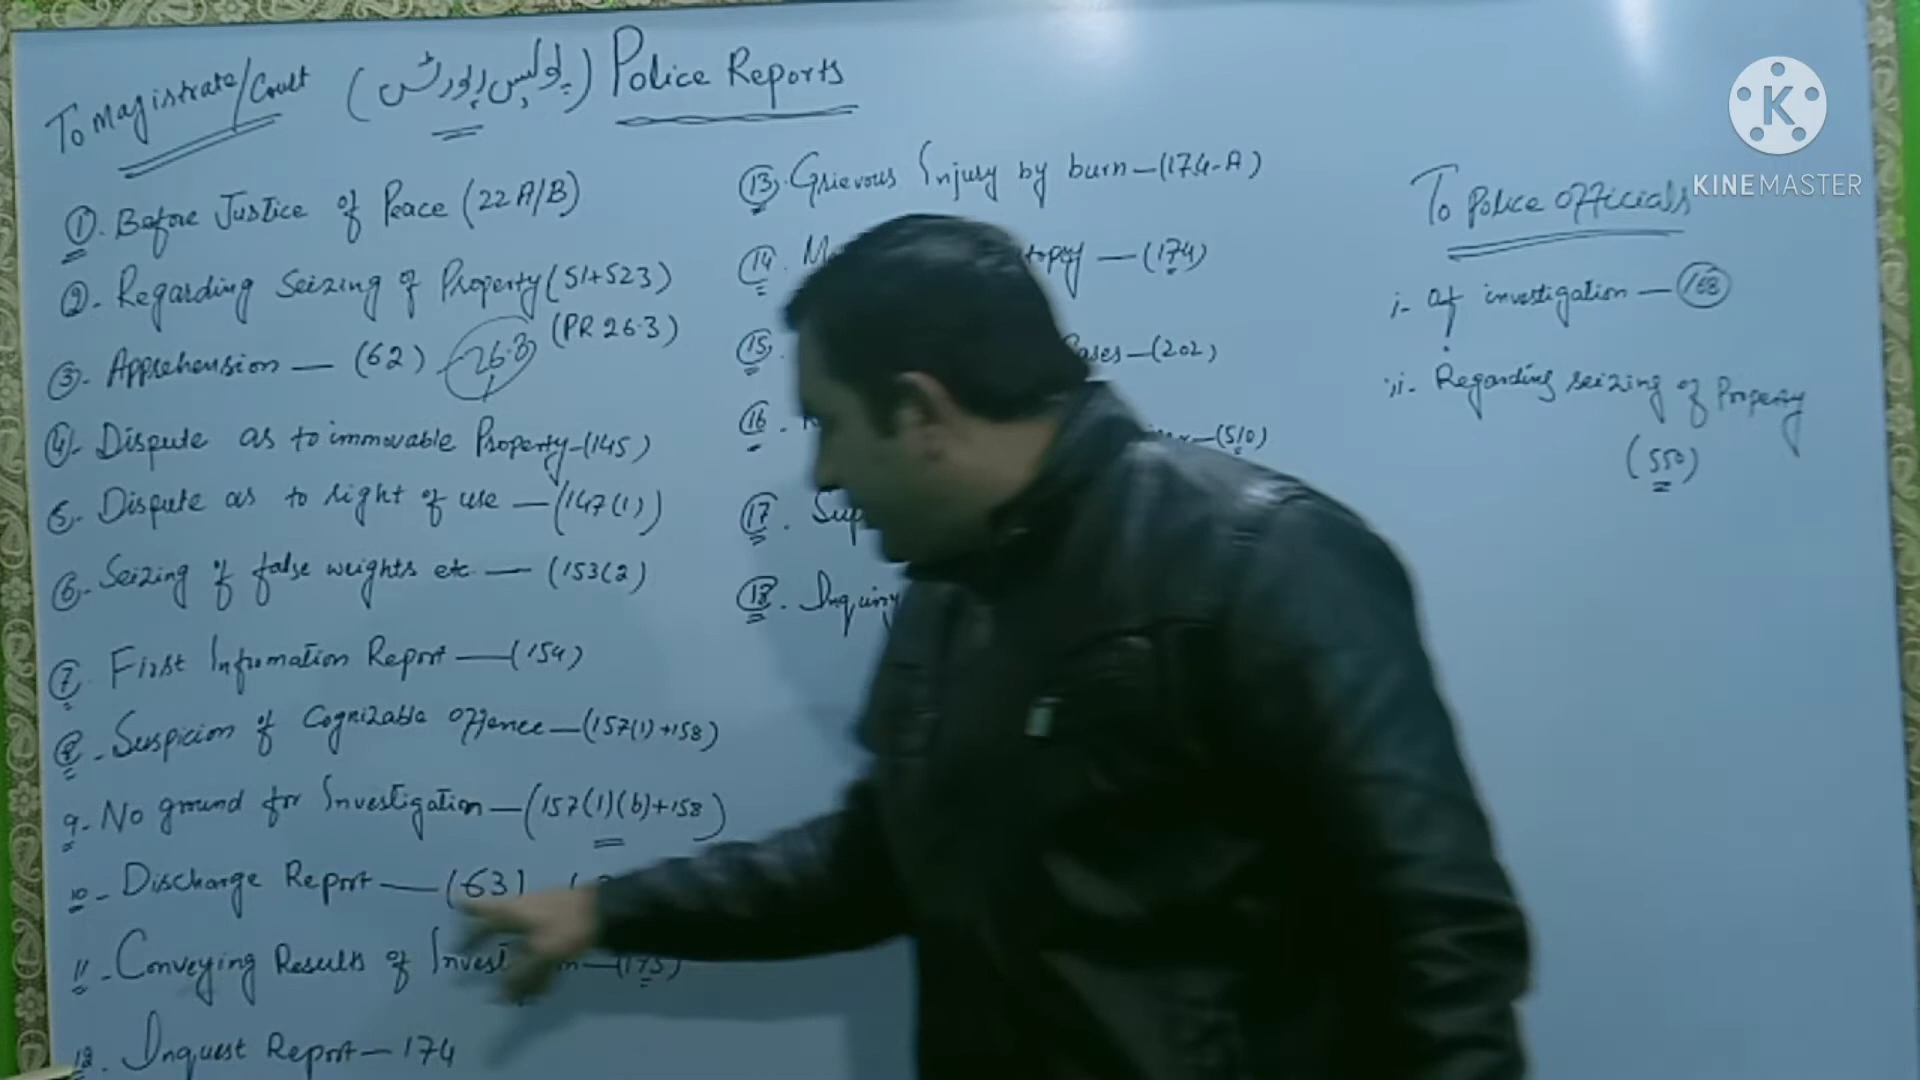 To Magistrate/Court (پولیس رپورٹس) Police Reports
1. Before Justice of Peace (22 A/B)
2. Regarding Seizing of Property (51+523)
3. Apprehension — (62) 26.3 (PR 26.3)
4. Dispute as to immovable Property-(145)
5. Dispute as to right of use — (147(1))
6. Seizing of false weights etc — (153(2)
7. First Infromation Report — (154)
8. Suspicion of Cognizable offence — (157(1)+158)
9. No ground for Investigation — (157(1)(b)+158)
10. Discharge Report — (63)
11. Conveying Results of Invest
12. Inquest Report — 174
13. Grievous Injury by burn — (174-A)
14. — (174)
15. Cases — (202)
16. — (510)
17.
18. Inquiry
To Police officials
i- of investigation — 168
ii- Regarding seizing of Property
(550)
K
KINEMASTER